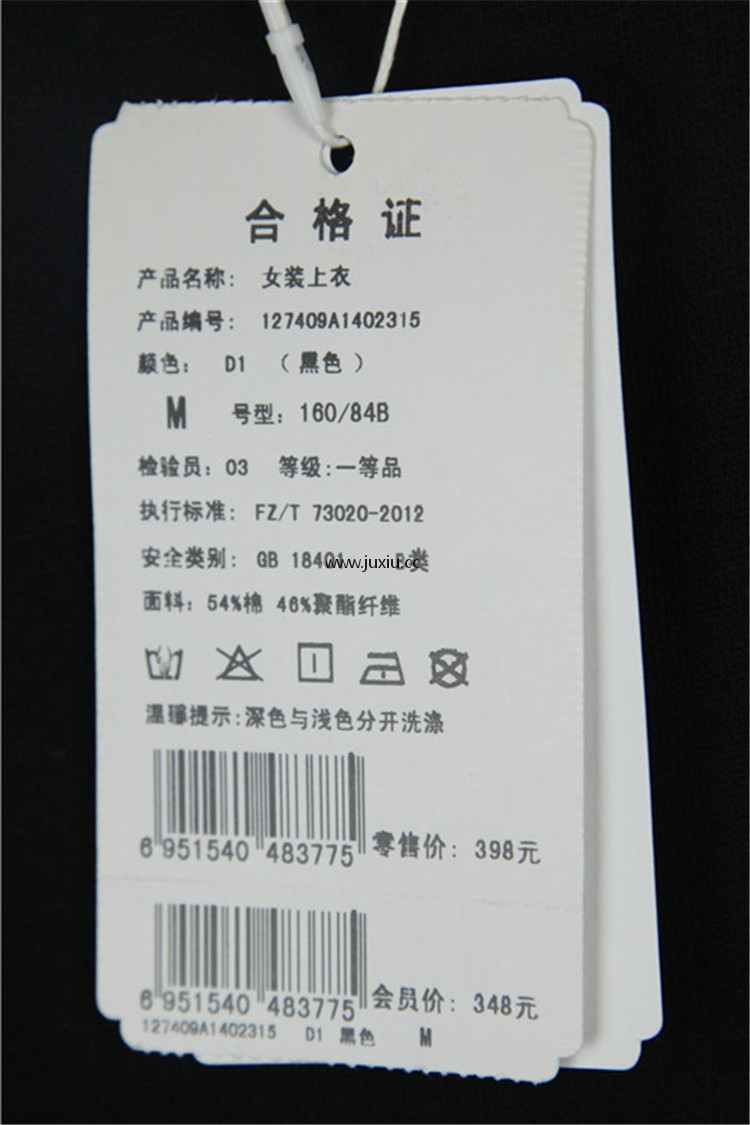 合格证
产品名称: 女装上衣
产品编号: 127409A1402315
颜色: D1 (黑色)
M 号型: 160/84B
检验员: 03 等级:一等品
执行标准: FZ/T 73020-2012
安全类别: GB 18401 B类
www.juxiu.cc
面料: 54%棉 46%聚酯纤维
温馨提示:深色与浅色分开洗涤
6 951540 483775 零售价: 398元
6 951540 483775 会员价: 348元
127409A1402315 D1 黑色 M